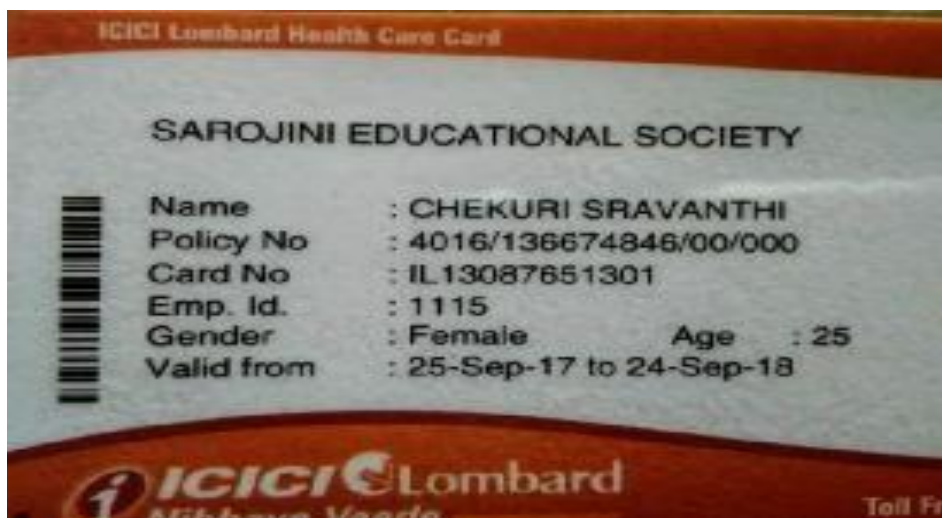 ICICI Lombard Health Care Card
SAROJINI EDUCATIONAL SOCIETY
Name : CHEKURI SRAVANTHI
Policy No : 4016/136674846/00/000
Card No : IL13087651301
Emp. Id. : 1115
Gender : Female Age : 25
Valid from : 25-Sep-17 to 24-Sep-18
ICICI Lombard
Toll